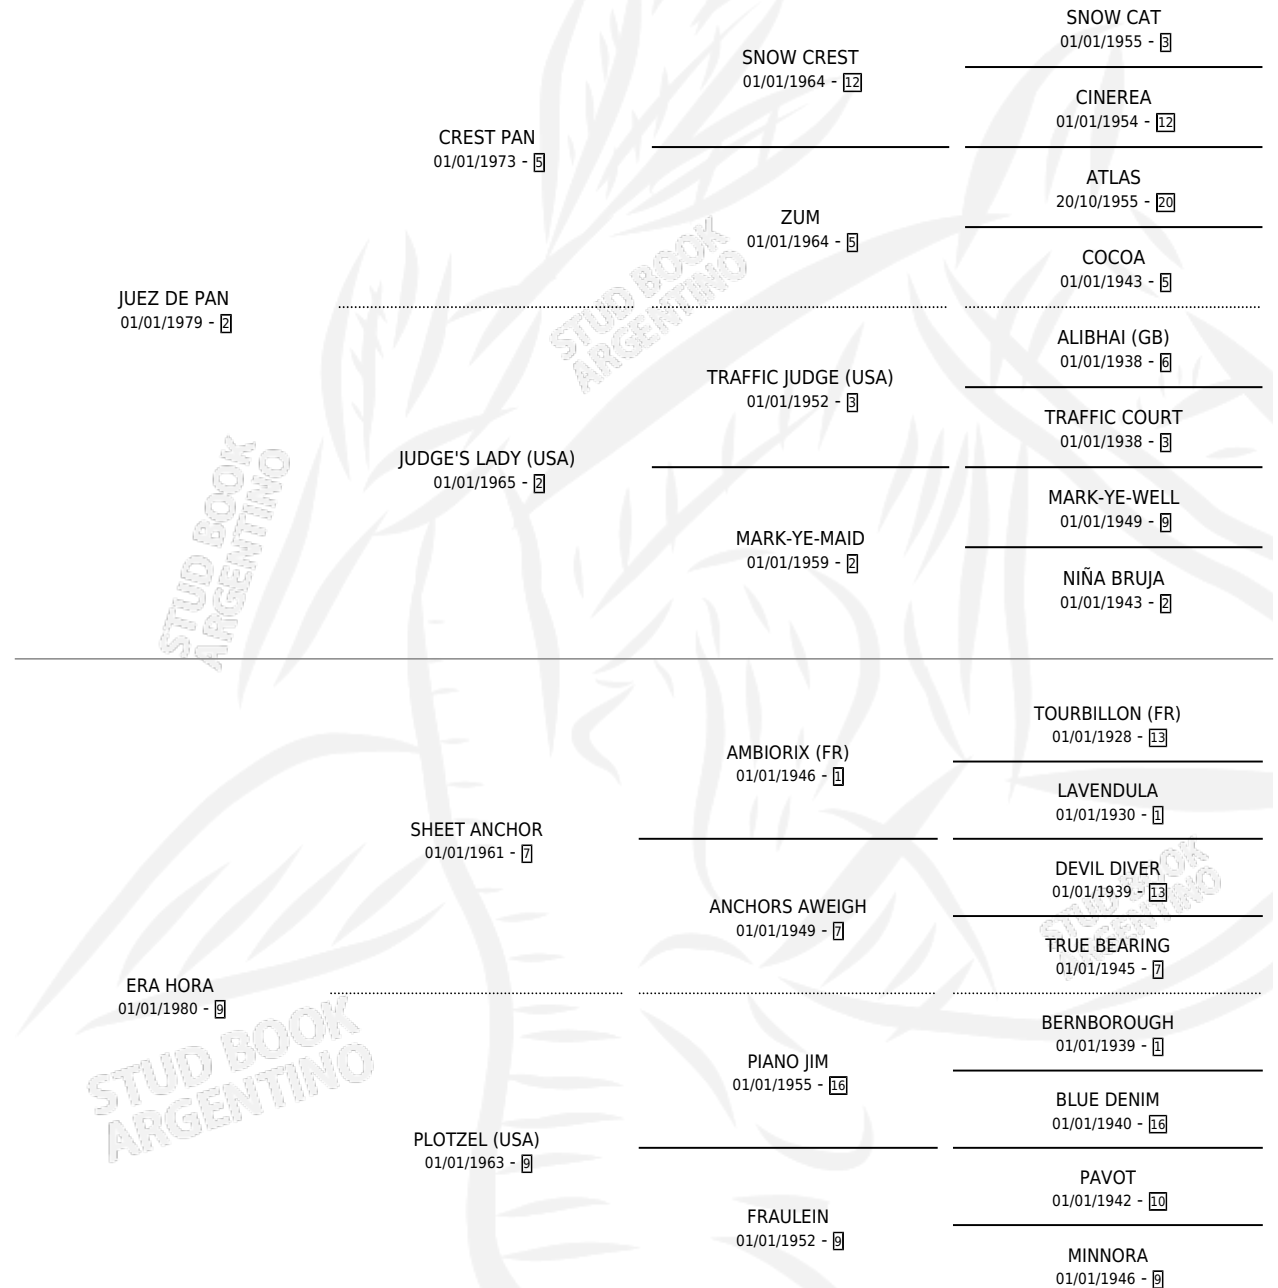 SNOW CAT
01/01/1955 - 3
SNOW CREST
01/01/1964 - 12
CINEREA
01/01/1954 - 12
CREST PAN
01/01/1973 - 5
ATLAS
20/10/1955 - 20
ZUM
01/01/1964 - 5
COCOA
01/01/1943 - 5
JUEZ DE PAN
01/01/1979 - 2
ALIBHAI (GB)
01/01/1938 - 6
TRAFFIC JUDGE (USA)
01/01/1952 - 3
TRAFFIC COURT
01/01/1938 - 3
JUDGE'S LADY (USA)
01/01/1965 - 2
MARK-YE-WELL
01/01/1949 - 9
MARK-YE-MAID
01/01/1959 - 2
NIÑA BRUJA
01/01/1943 - 2
TOURBILLON (FR)
01/01/1928 - 13
AMBIORIX (FR)
01/01/1946 - 1
LAVENDULA
01/01/1930 - 1
SHEET ANCHOR
01/01/1961 - 7
DEVIL DIVER
01/01/1939 - 13
ANCHORS AWEIGH
01/01/1949 - 7
TRUE BEARING
01/01/1945 - 7
ERA HORA
01/01/1980 - 9
BERNBOROUGH
01/01/1939 - 1
PIANO JIM
01/01/1955 - 16
BLUE DENIM
01/01/1940 - 16
PLOTZEL (USA)
01/01/1963 - 9
PAVOT
01/01/1942 - 10
FRAULEIN
01/01/1952 - 9
MINNORA
01/01/1946 - 9
STUD BOOK
ARGENTINO
STUD BOOK
ARGENTINO
STUD BOOK
ARGENTINO
STUD BOOK
ARGENTINO